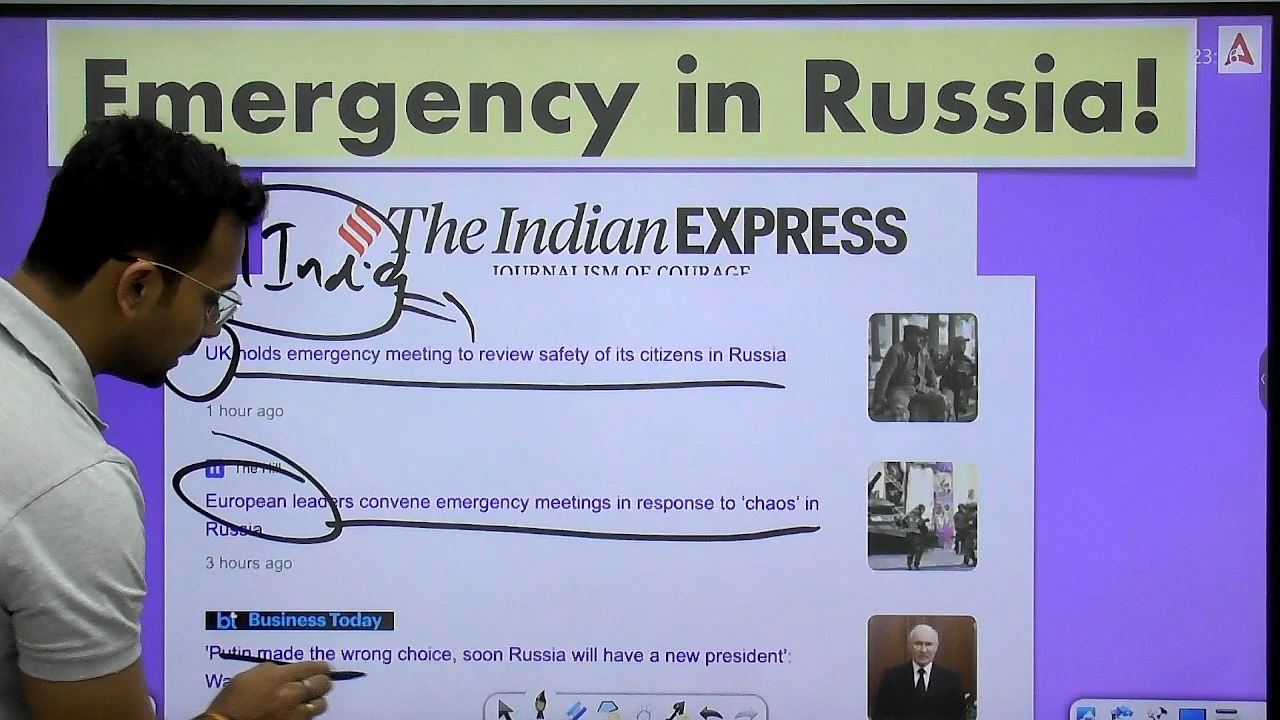 Emergency in Russia!
The Indian EXPRESS
JOURNALISM OF COURAGE
India
UK holds emergency meeting to review safety of its citizens in Russia
1 hour ago
The Hill
European leaders convene emergency meetings in response to ‘chaos’ in
Russia
3 hours ago
bt Business Today
'Putin made the wrong choice, soon Russia will have a new president':